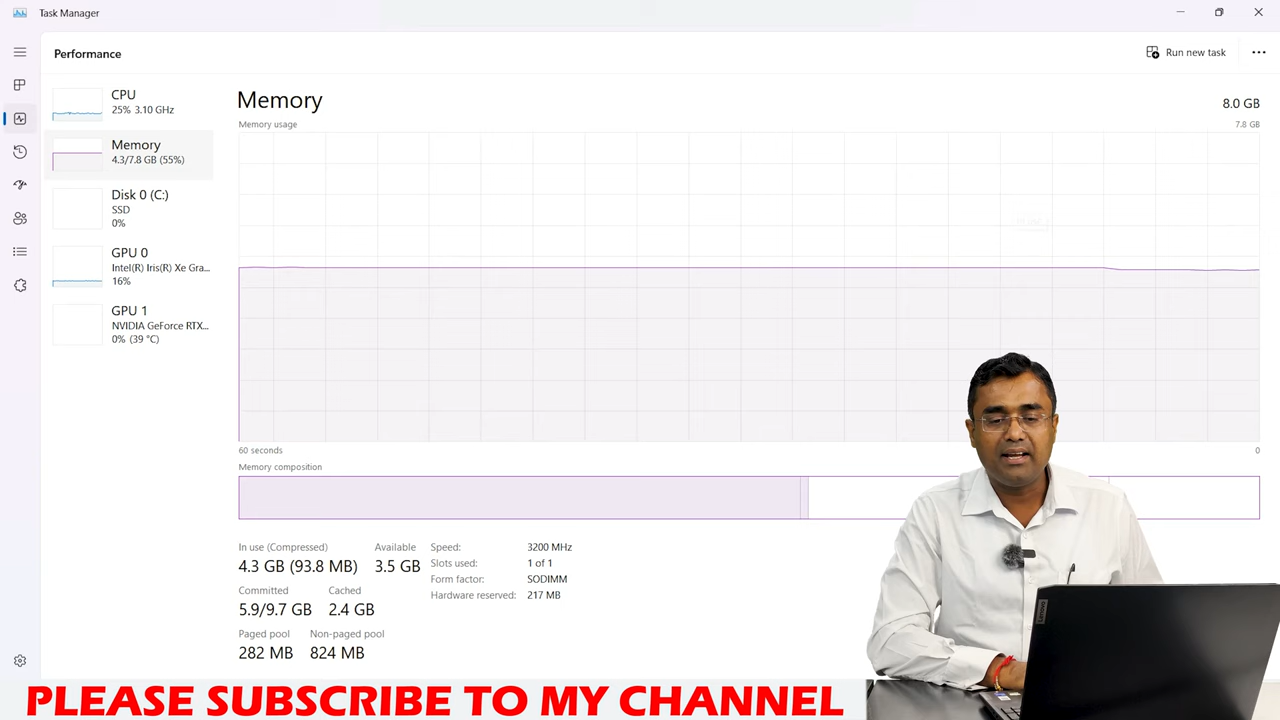 Task Manager
Performance
Run new task
CPU
25% 3.10 GHz
Memory
4.3/7.8 GB (55%)
Disk 0 (C:)
SSD
0%
GPU 0
Intel(R) Iris(R) Xe Gra...
16%
GPU 1
NVIDIA GeForce RTX...
0% (39 °C)
Memory
8.0 GB
Memory usage
7.8 GB
60 seconds
0
Memory composition
In use (Compressed)
4.3 GB (93.8 MB)
Available
3.5 GB
Committed
5.9/9.7 GB
Cached
2.4 GB
Paged pool
282 MB
Non-paged pool
824 MB
Speed: 3200 MHz
Slots used: 1 of 1
Form factor: SODIMM
Hardware reserved: 217 MB
Lenovo
PLEASE SUBSCRIBE TO MY CHANNEL